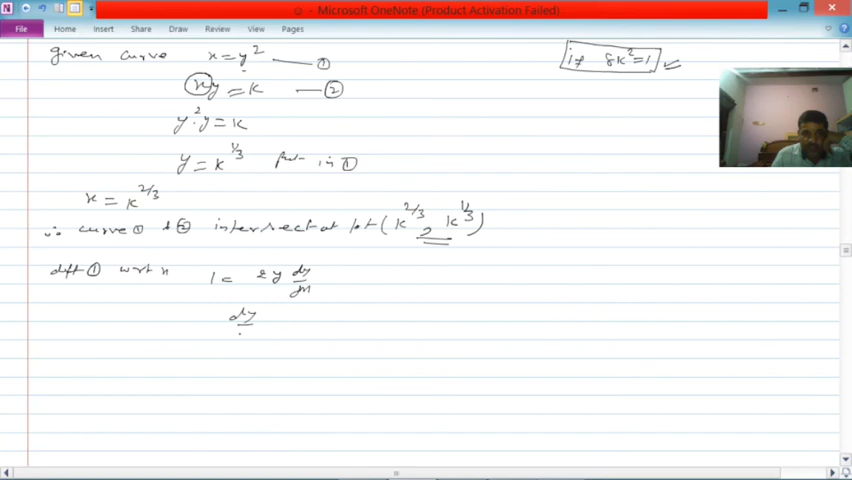 Microsoft OneNote (Product Activation Failed)
File Home Insert Share Draw History Review View Pages
given curve x = y² ——— ①
if 8k² = 1
xy = k —— ②
y²·y = k
y = k^1/3 put in ①
x = k^2/3
∴ curve ① & ② intersect at pt (k^2/3, k^1/3)
diff ① wrt x 1 = 2y dy/dx
dy